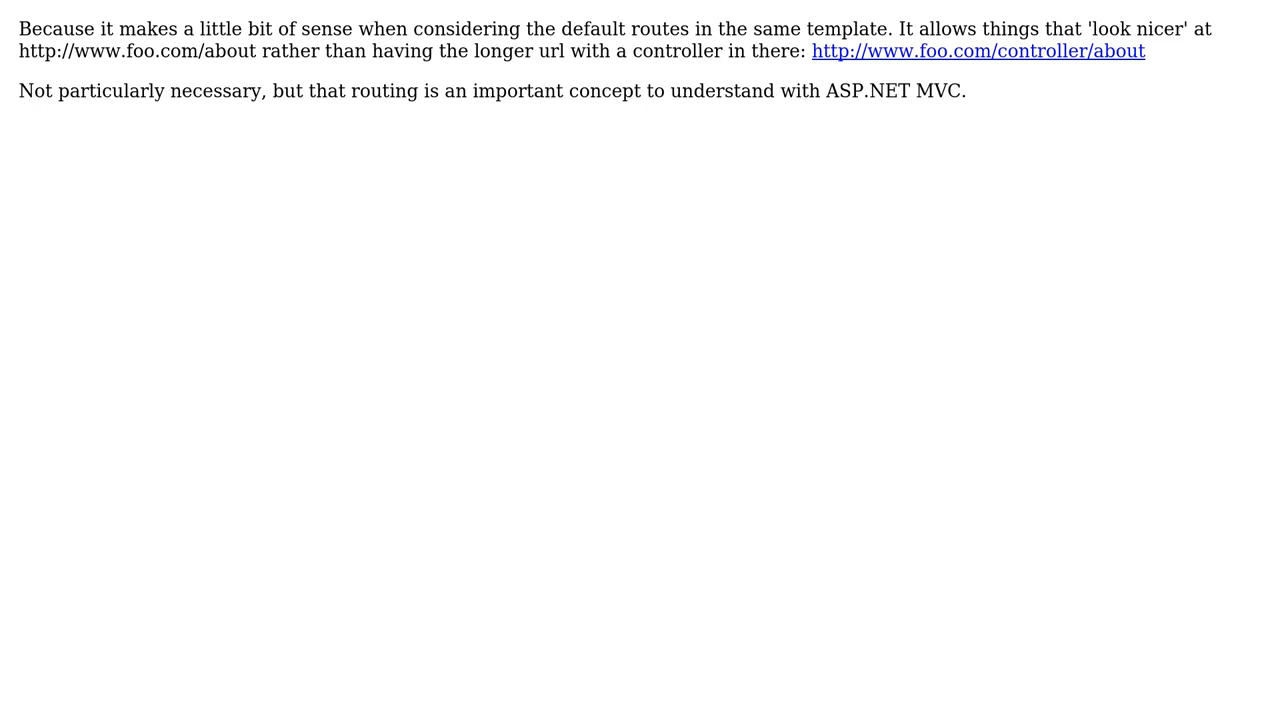 Because it makes a little bit of sense when considering the default routes in the same template. It allows things that 'look nicer' at
http://www.foo.com/about rather than having the longer url with a controller in there: http://www.foo.com/controller/about
Not particularly necessary, but that routing is an important concept to understand with ASP.NET MVC.